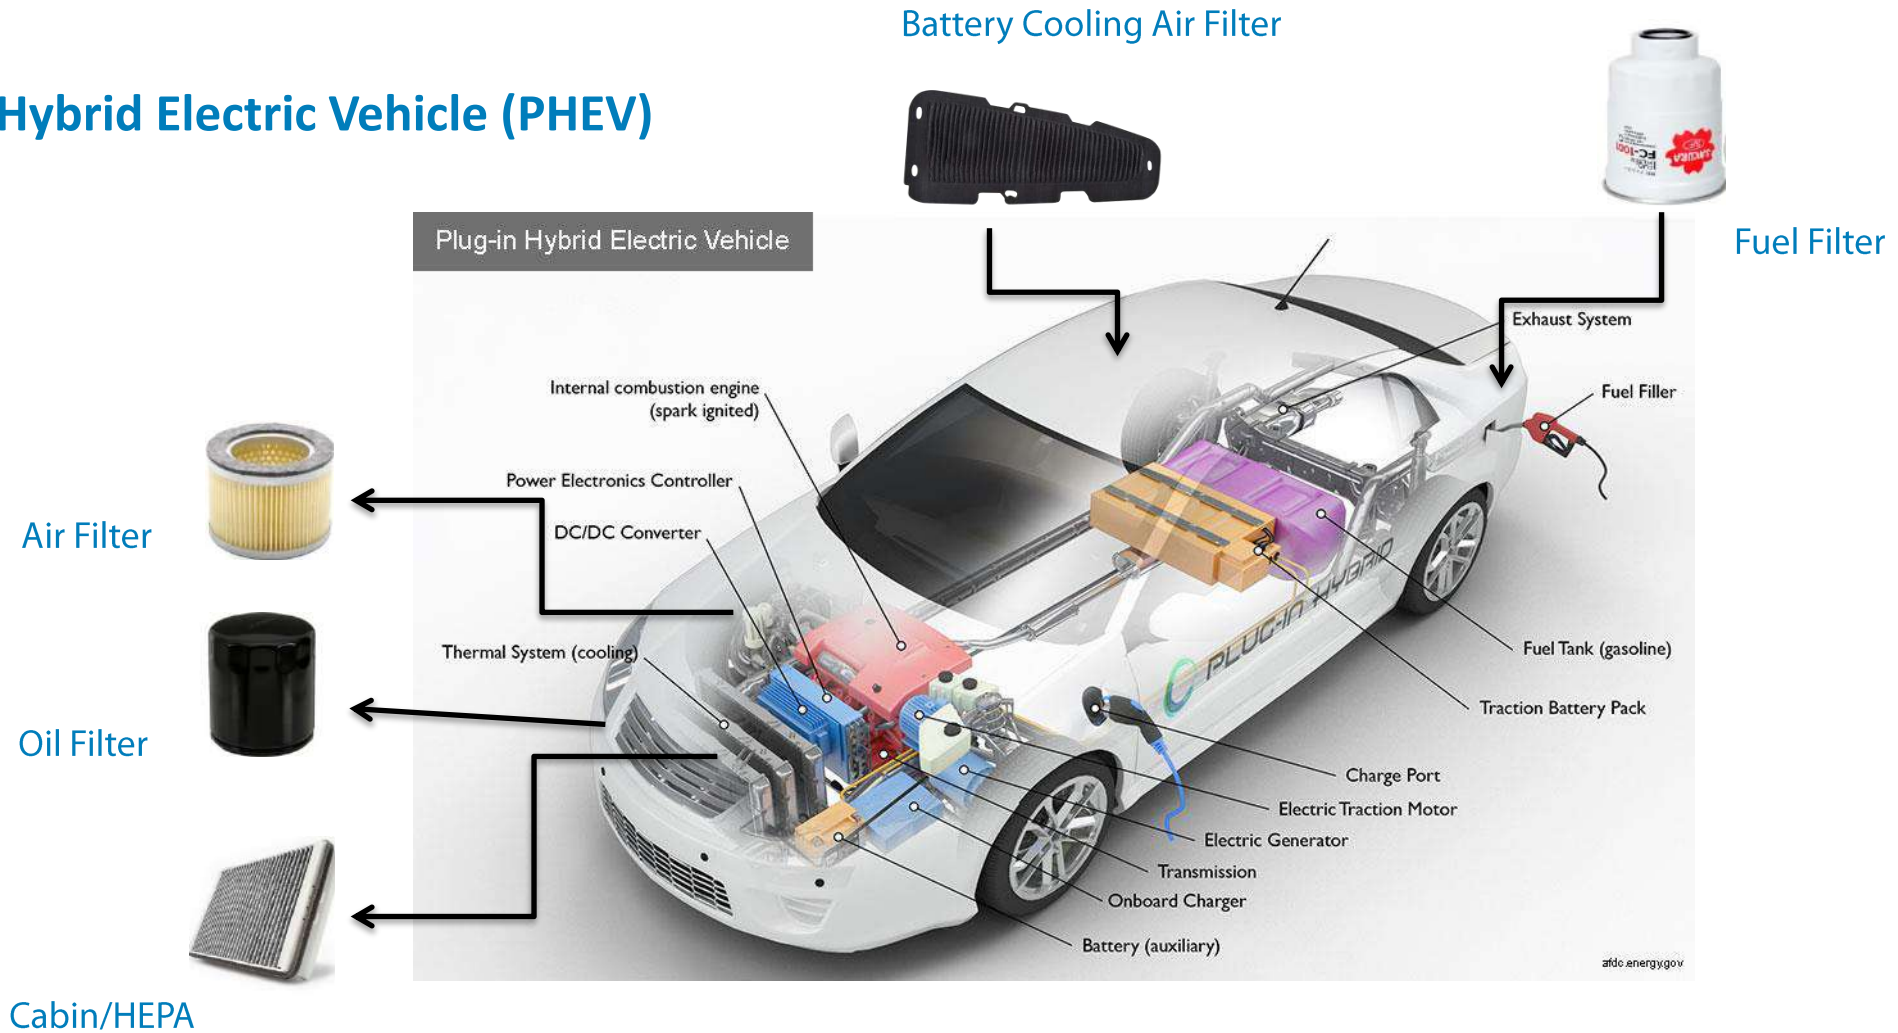 Battery Cooling Air Filter
Hybrid Electric Vehicle (PHEV)
FC-1001
SAKURA
Plug-in Hybrid Electric Vehicle
Fuel Filter
Exhaust System
Internal combustion engine
(spark ignited)
Fuel Filler
Power Electronics Controller
Air Filter
DC/DC Converter
PLUG-IN HYBRID
Thermal System (cooling)
Fuel Tank (gasoline)
Traction Battery Pack
Oil Filter
Charge Port
Electric Traction Motor
Electric Generator
Transmission
Onboard Charger
Battery (auxiliary)
afdc.energy.gov
Cabin/HEPA